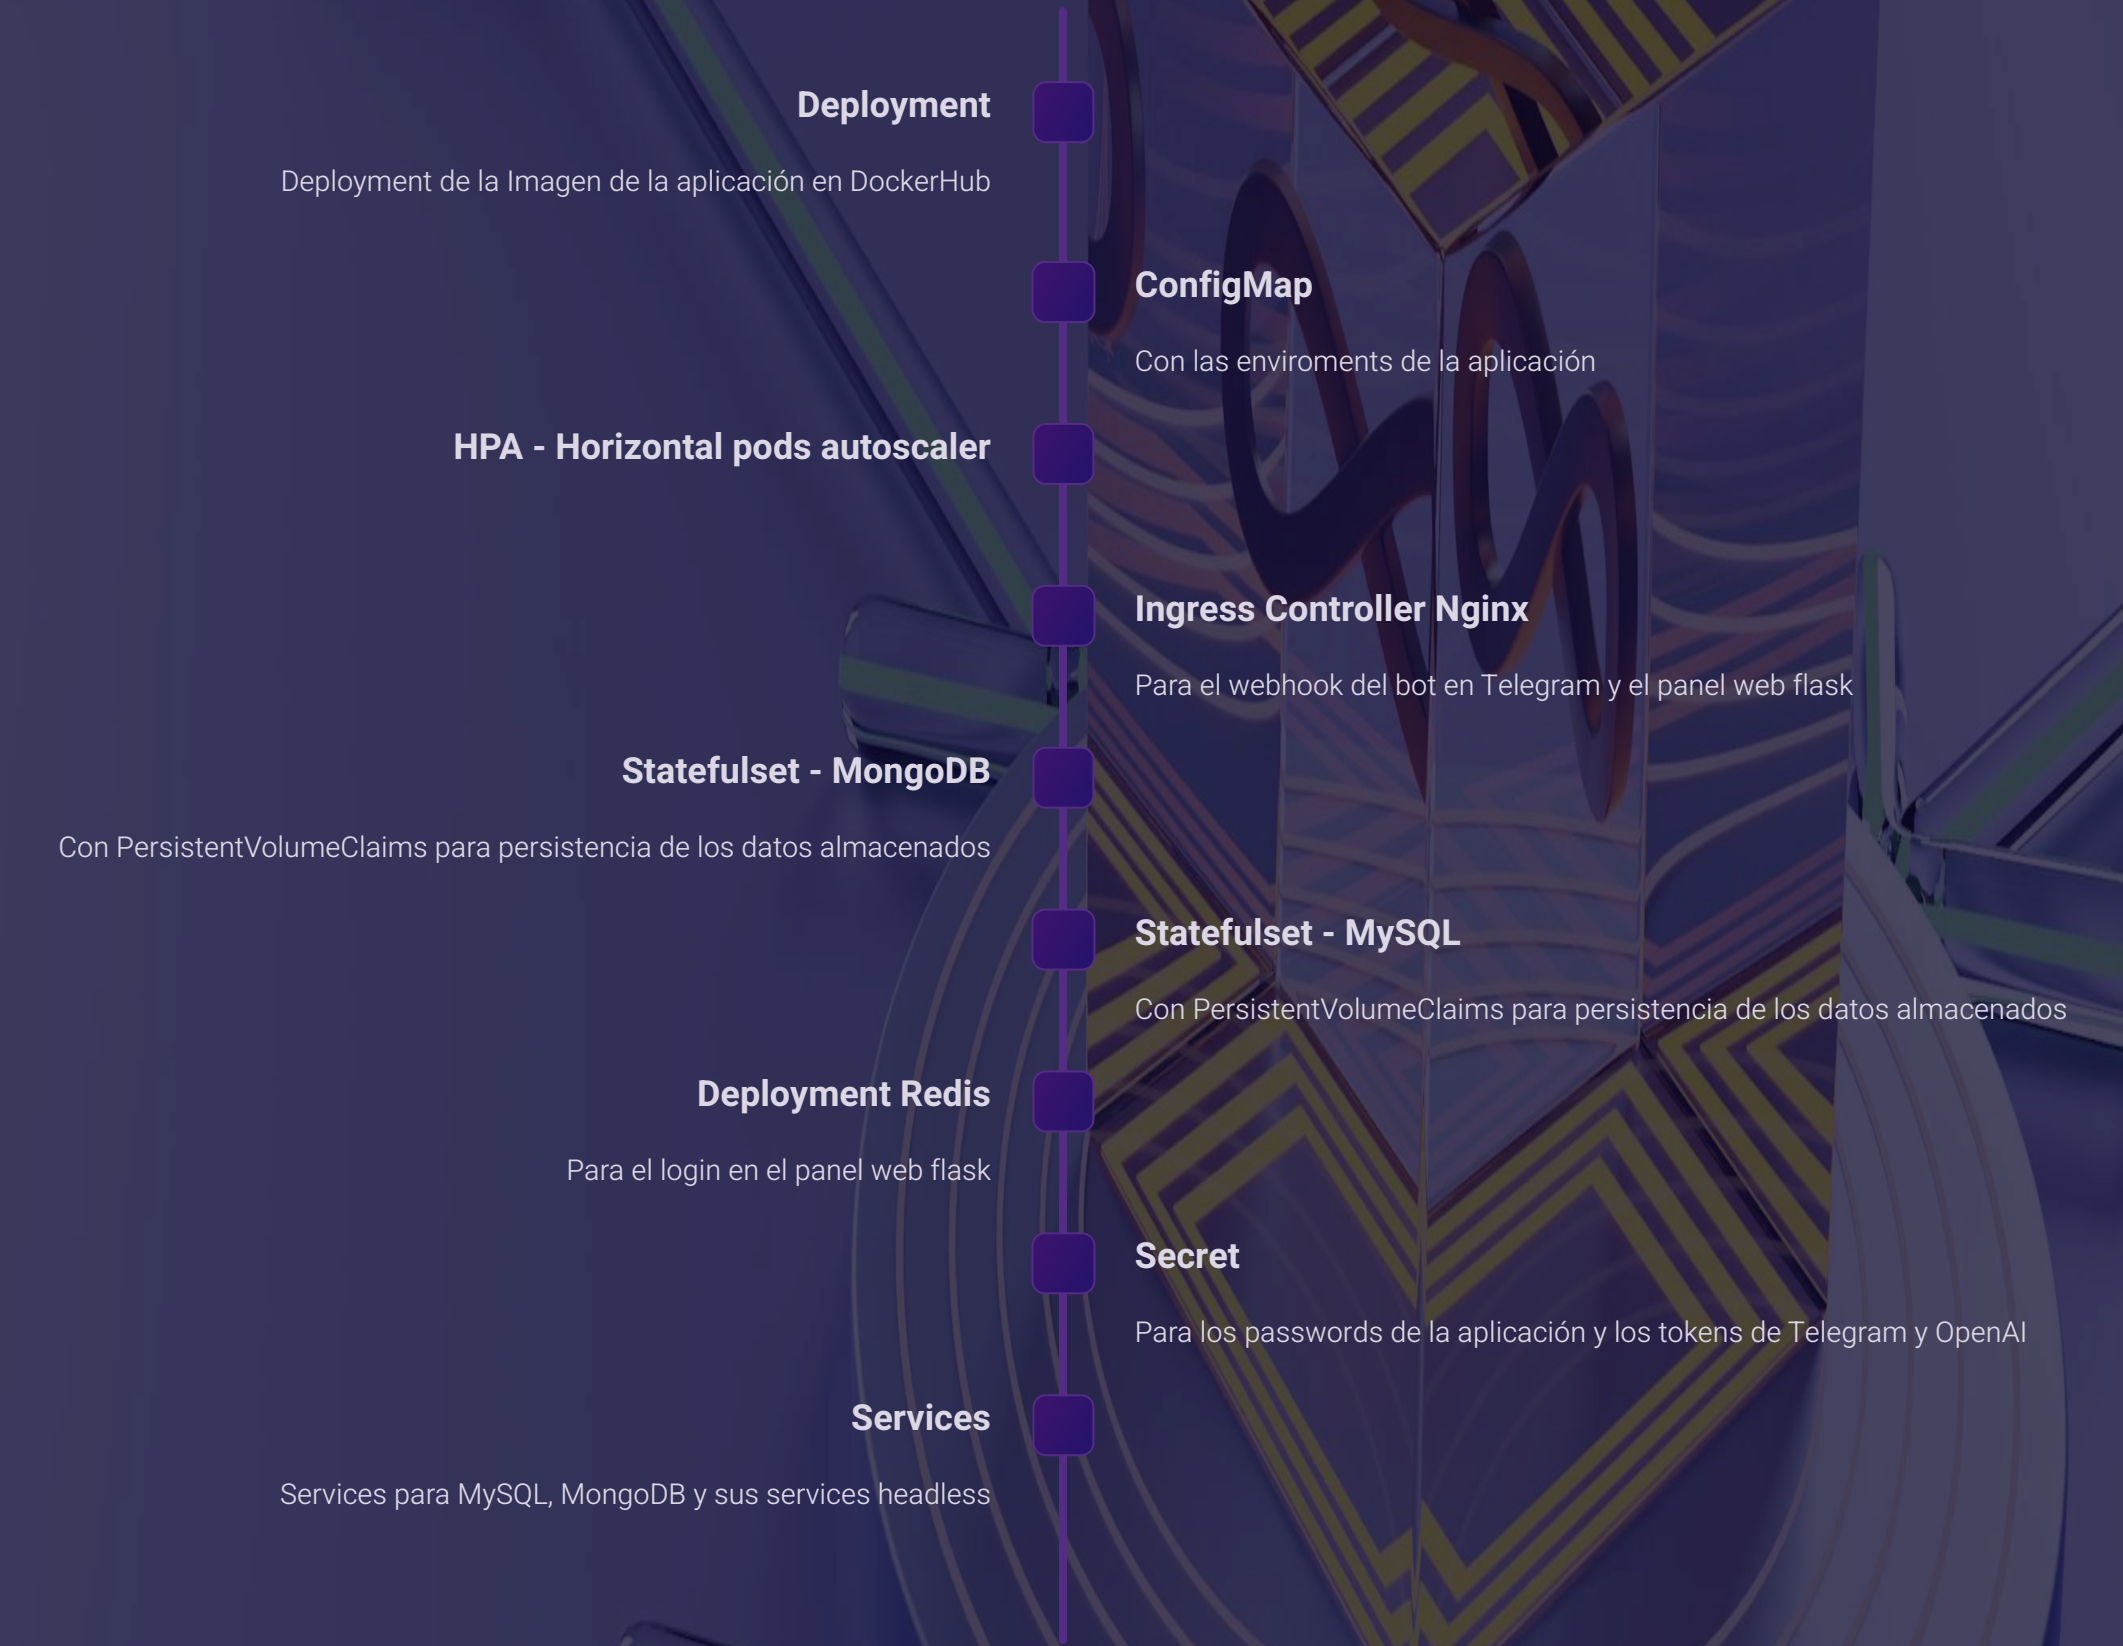 Deployment
Deployment de la Imagen de la aplicación en DockerHub
ConfigMap
Con las enviroments de la aplicación
HPA - Horizontal pods autoscaler
Ingress Controller Nginx
Para el webhook del bot en Telegram y el panel web flask
Statefulset - MongoDB
Con PersistentVolumeClaims para persistencia de los datos almacenados
Statefulset - MySQL
Con PersistentVolumeClaims para persistencia de los datos almacenados
Deployment Redis
Para el login en el panel web flask
Secret
Para los passwords de la aplicación y los tokens de Telegram y OpenAI
Services
Services para MySQL, MongoDB y sus services headless